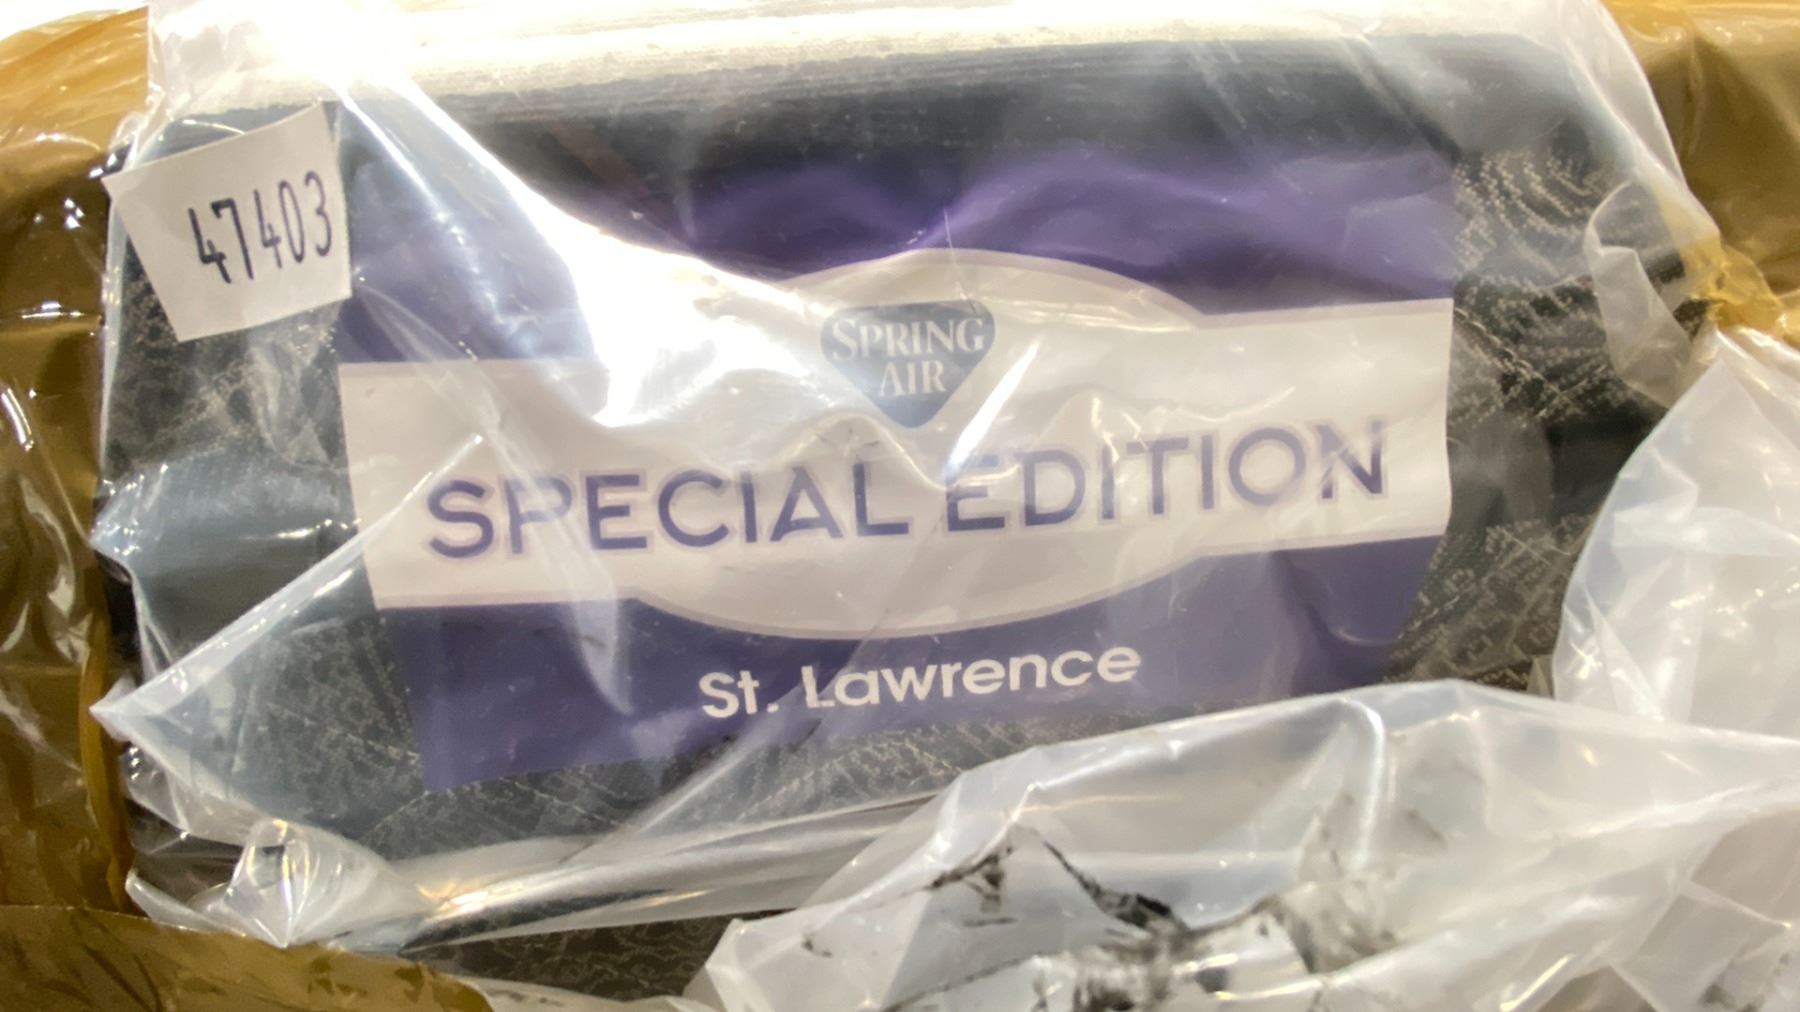 47403
SPRING
AIR
SPECIAL EDITION
St. Lawrence